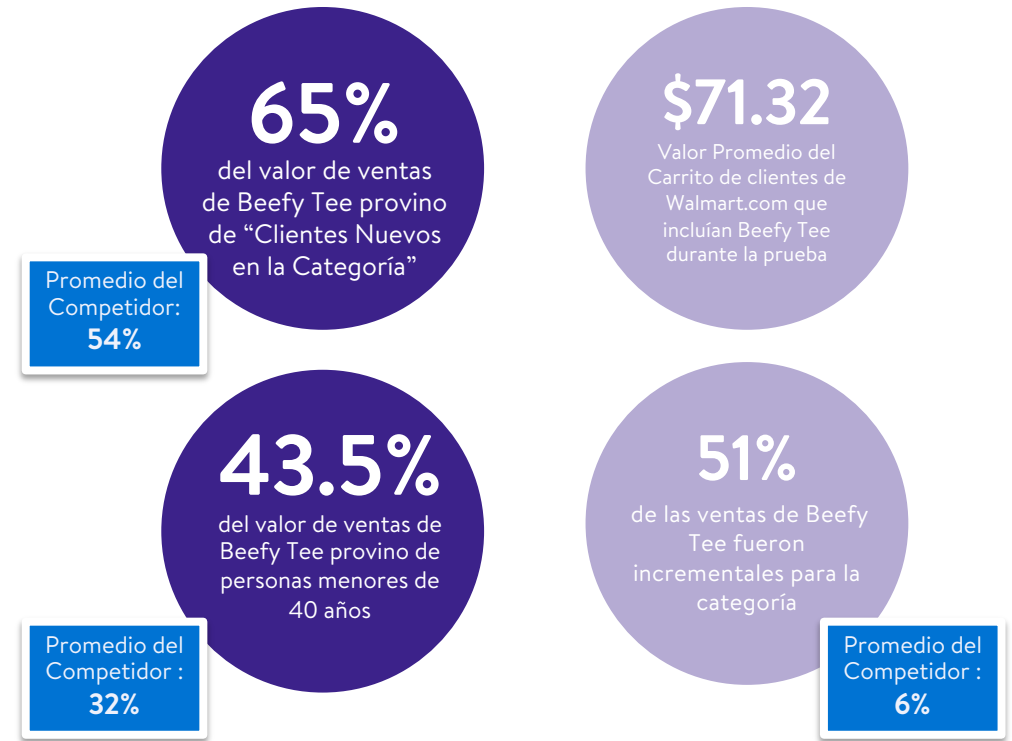 65%
del valor de ventas
de Beefy Tee provino
de “Clientes Nuevos
en la Categoría”
Promedio del
Competidor:
54%
$71.32
Valor Promedio del
Carrito de clientes de
Walmart.com que
incluían Beefy Tee
durante la prueba
43.5%
del valor de ventas de
Beefy Tee provino de
personas menores de
40 años
Promedio del
Competidor :
32%
51%
de las ventas de Beefy
Tee fueron
incrementales para la
categoría
Promedio del
Competidor :
6%